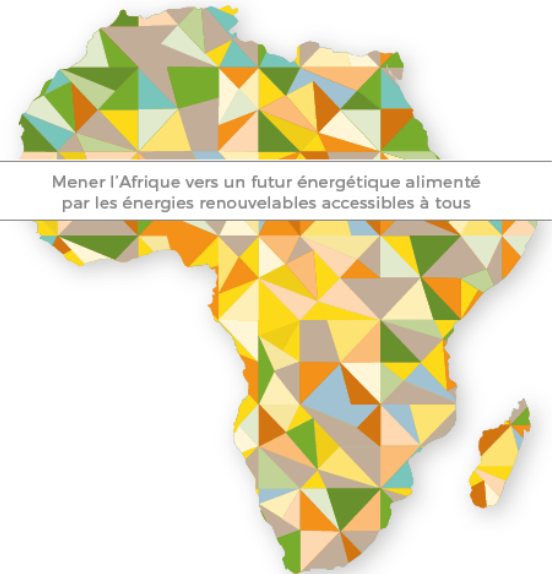 Mener l'Afrique vers un futur énergétique alimenté
par les énergies renouvelables accessibles à tous